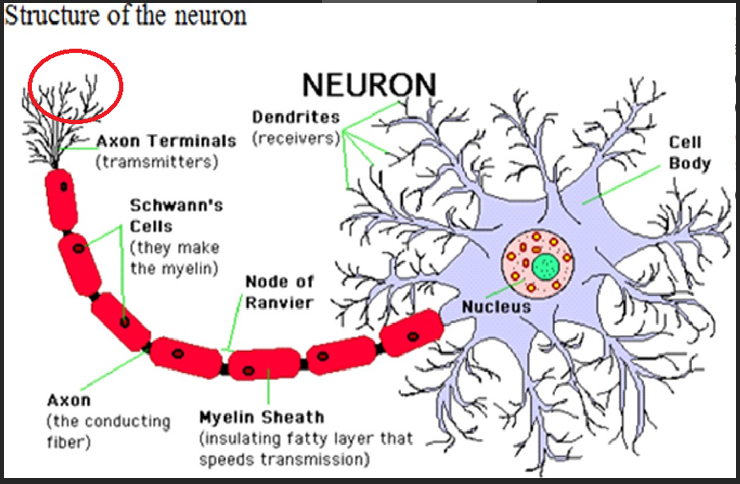 Structure of the neuron
NEURON
Dendrites
(receivers)
Axon Terminals
(transmitters)
Cell
Body
Schwann's
Cells
(they make
the myelin)
Node of
Ranvier
Nucleus
Axon
(the conducting
fiber)
Myelin Sheath
(insulating fatty layer that
speeds transmission)